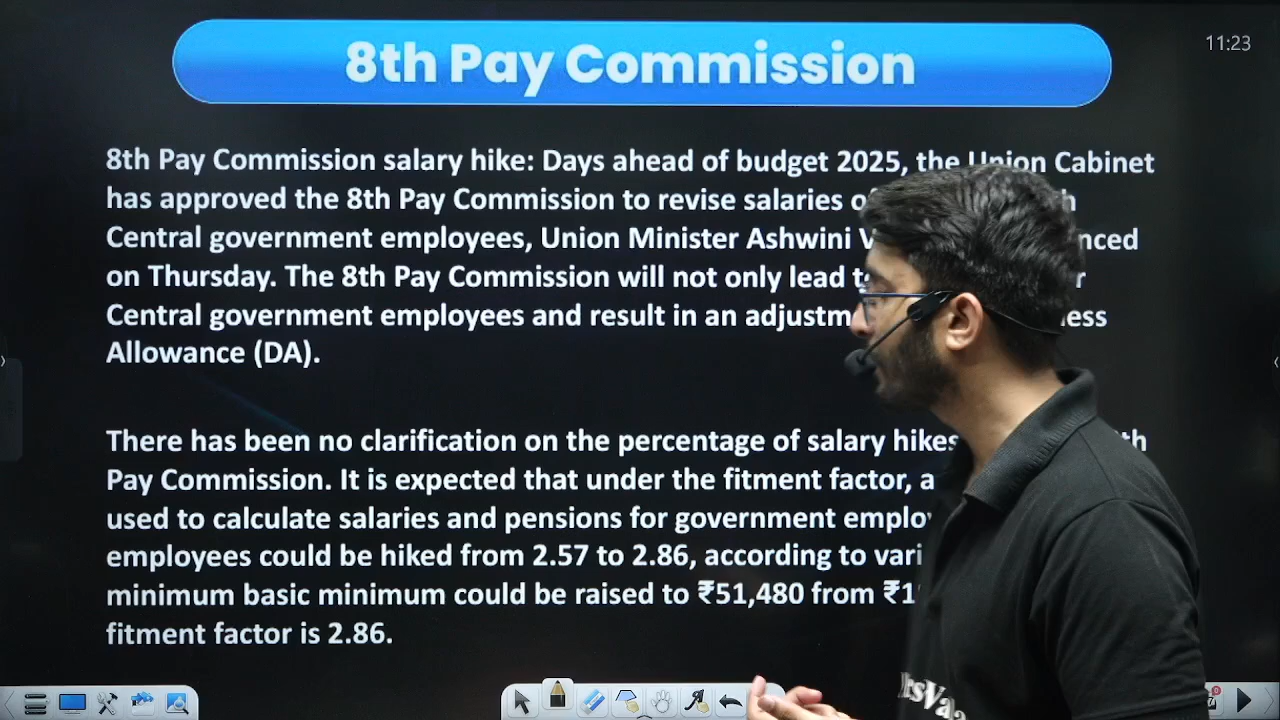 8th Pay Commission
11:23
8th Pay Commission salary hike: Days ahead of budget 2025, the Union Cabinet
has approved the 8th Pay Commission to revise salaries
Central government employees, Union Minister Ashwini
on Thursday. The 8th Pay Commission will not only lead
Central government employees and result in an
Allowance (DA).
There has been no clarification on the percentage of salary hikes
Pay Commission. It is expected that under the fitment factor, a
used to calculate salaries and pensions for government
employees could be hiked from 2.57 to 2.86, according to
minimum basic minimum could be raised to ₹51,480 from
fitment factor is 2.86.